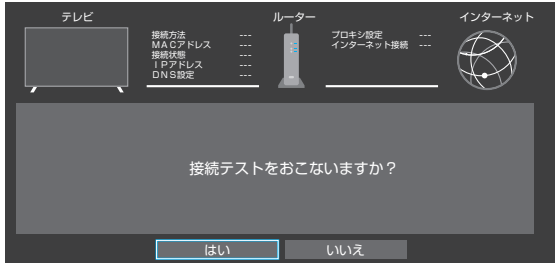 テレビ
ルーター
インターネット
接続方法 ---
MACアドレス ---
接続状態 ---
IPアドレス ---
DNS設定 ---
プロキシ設定 ---
インターネット接続 ---
接続テストをおこないますか？
はい
いいえ